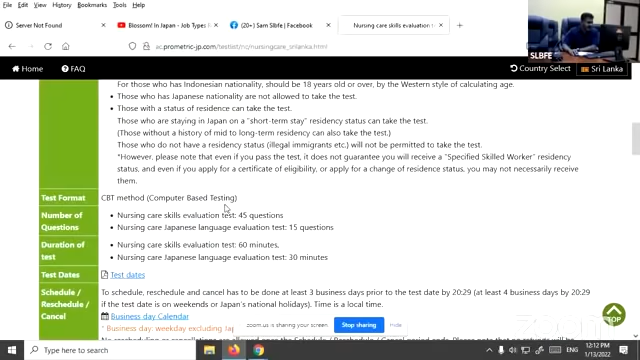 File Edit View History Bookmarks Tools Help
Server Not Found
Blossom! In Japan - Job Types F
(20+) Sam Slbfe | Facebook
Nursing care skills evaluation te
ac.prometric-jp.com/testlist/nc/nursingcare_srilanka.html
SLBFE
Home
FAQ
Country Select
Sri Lanka
For those who has Indonesian nationality, should be 18 years old or over, by the Western style of calculating age.
Those who has Japanese nationality are not allowed to take the test.
Those with a status of residence can take the test.
Those who are staying in Japan on a "short-term stay" residency status can take the test.
(Those without a history of mid to long-term residency can also take the test.)
Those who do not have a residency status (illegal immigrants etc.) will not be permitted to take the test.
*However, please note that even if you pass the test, it does not guarantee you will receive a "Specified Skilled Worker" residency
status, and even if you apply for a certificate of eligibility, or apply for a change of residence status, you may not necessarily receive
them.
Test Format
CBT method (Computer Based Testing)
Number of
Questions
Nursing care skills evaluation test: 45 questions
Nursing care Japanese language evaluation test: 15 questions
Duration of
test
Nursing care skills evaluation test: 60 minutes,
Nursing care Japanese language evaluation test: 30 minutes
Test Dates
Test dates
Schedule /
Reschedule /
Cancel
To schedule, reschedule and cancel has to be done at least 3 business days prior to the test date by 20:29 (at least 4 business days by 20:29
if the test date is on weekends or Japan's national holidays). Time is a local time.
Business day Calendar
* Business day: weekday excluding Jap
zoom.us is sharing your screen
Stop sharing
Hide
TOP
zoom
Type here to search
ENG
12:12 PM
1/13/2022